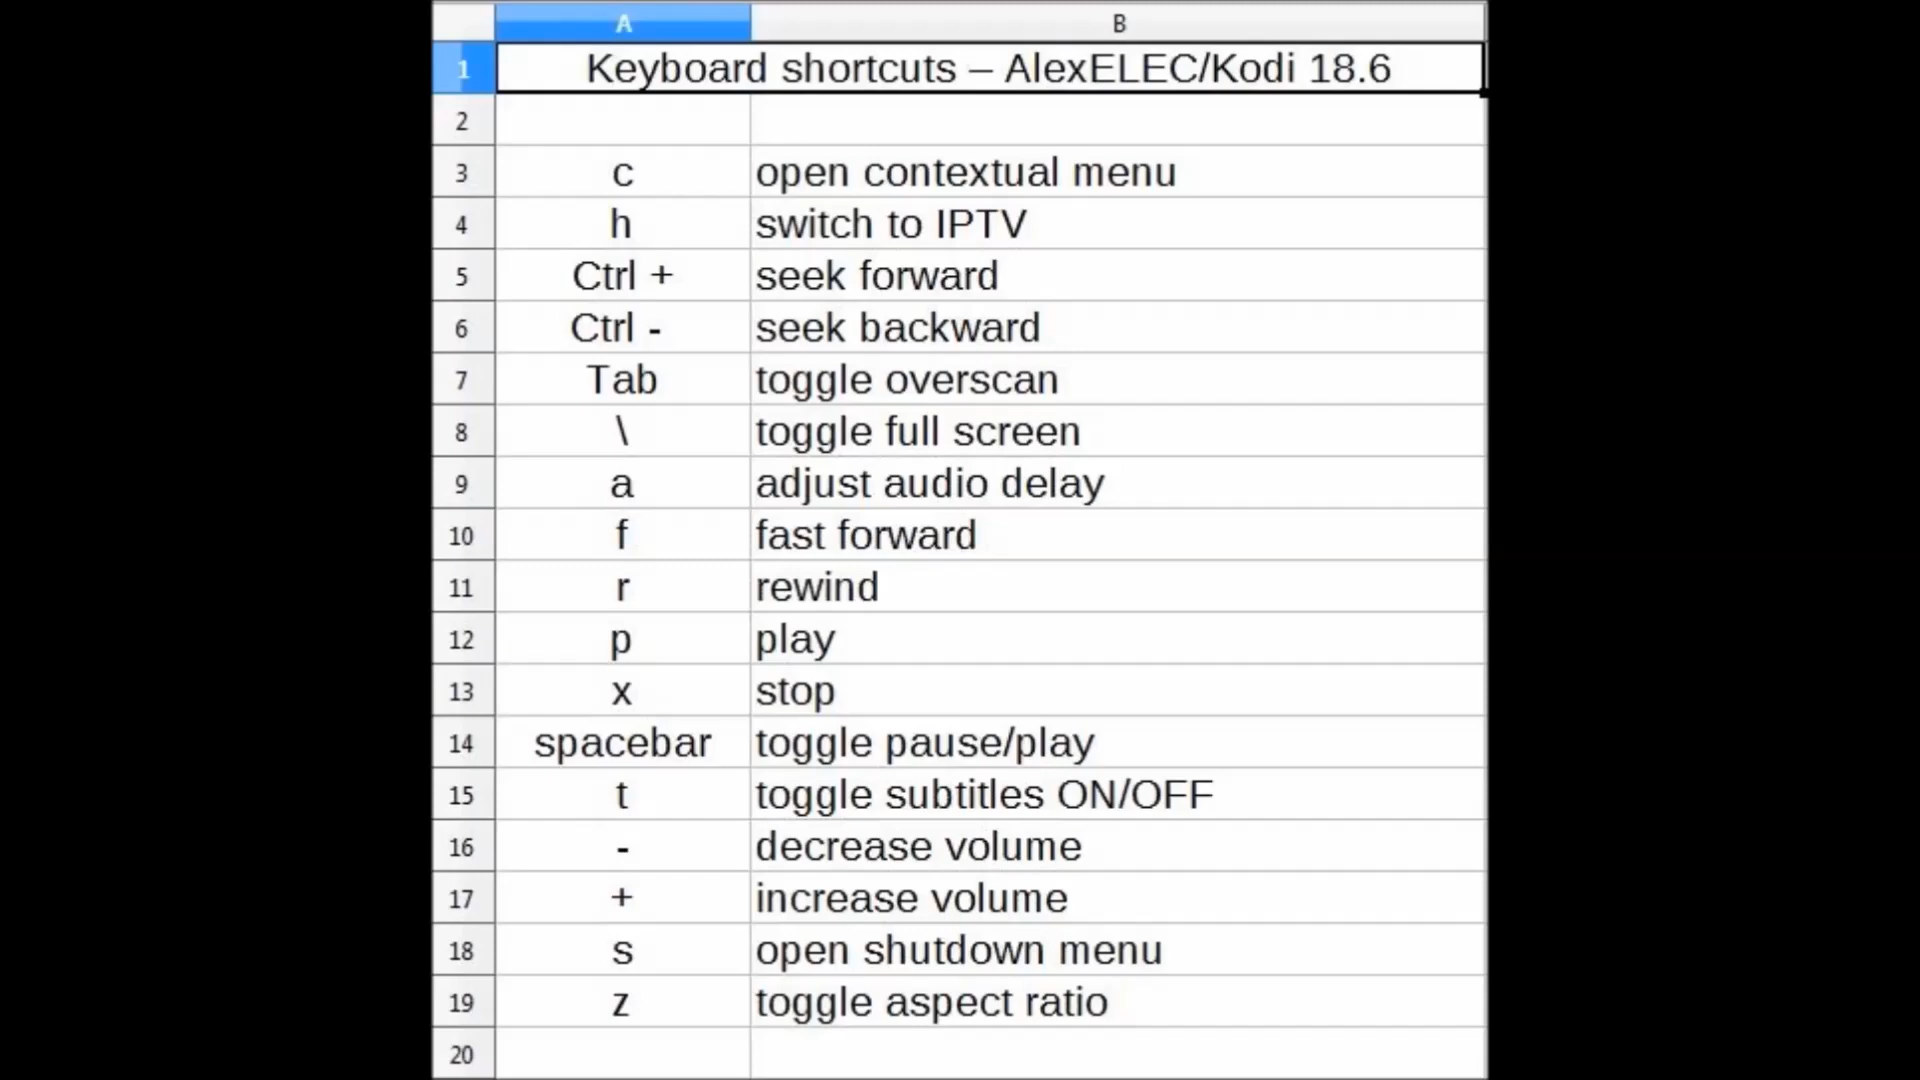 A B
1 Keyboard shortcuts – AlexELEC/Kodi 18.6
2
3 c open contextual menu
4 h switch to IPTV
5 Ctrl + seek forward
6 Ctrl - seek backward
7 Tab toggle overscan
8 \ toggle full screen
9 a adjust audio delay
10 f fast forward
11 r rewind
12 p play
13 x stop
14 spacebar toggle pause/play
15 t toggle subtitles ON/OFF
16 - decrease volume
17 + increase volume
18 s open shutdown menu
19 z toggle aspect ratio
20